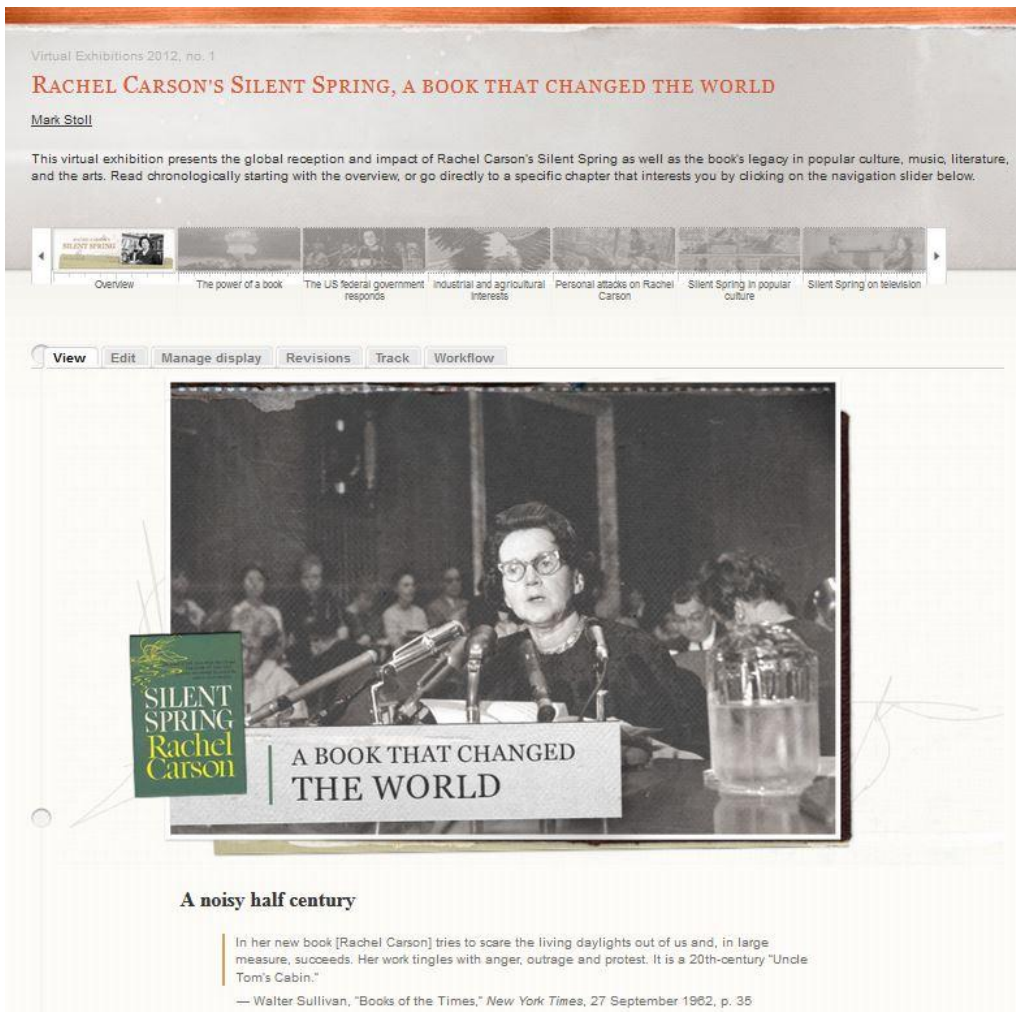 Virtual Exhibitions 2012, no. 1
RACHEL CARSON'S SILENT SPRING, A BOOK THAT CHANGED THE WORLD
Mark Stoll
This virtual exhibition presents the global reception and impact of Rachel Carson's Silent Spring as well as the book's legacy in popular culture, music, literature,
and the arts. Read chronologically starting with the overview, or go directly to a specific chapter that interests you by clicking on the navigation slider below.
SILENT SPRING
Overview
The power of a book
The US federal government
responds
Industrial and agricultural
interests
Personal attacks on Rachel
Carson
Silent Spring in popular
culture
Silent Spring on television
View Edit Manage display Revisions Track Workflow
SILENT
SPRING
Rachel
Carson
A BOOK THAT CHANGED
THE WORLD
A noisy half century
In her new book [Rachel Carson] tries to scare the living daylights out of us and, in large
measure, succeeds. Her work tingles with anger, outrage and protest. It is a 20th-century "Uncle
Tom's Cabin."
— Walter Sullivan, "Books of the Times," New York Times, 27 September 1962, p. 35